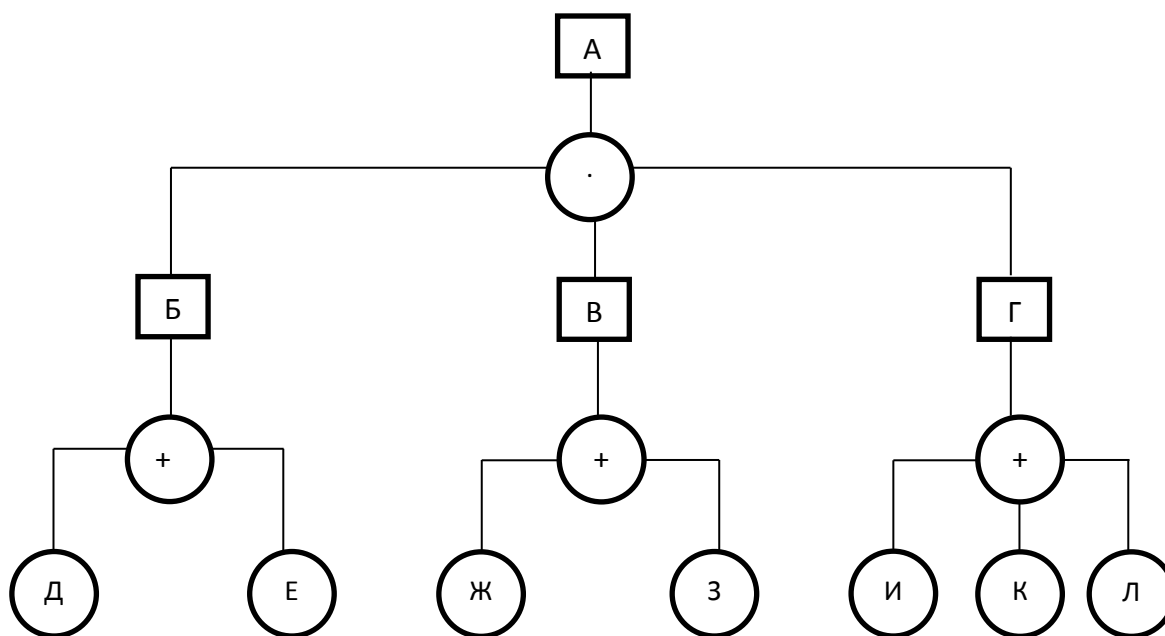 А
·
Б В Г
+ + +
Д Е Ж З И К Л